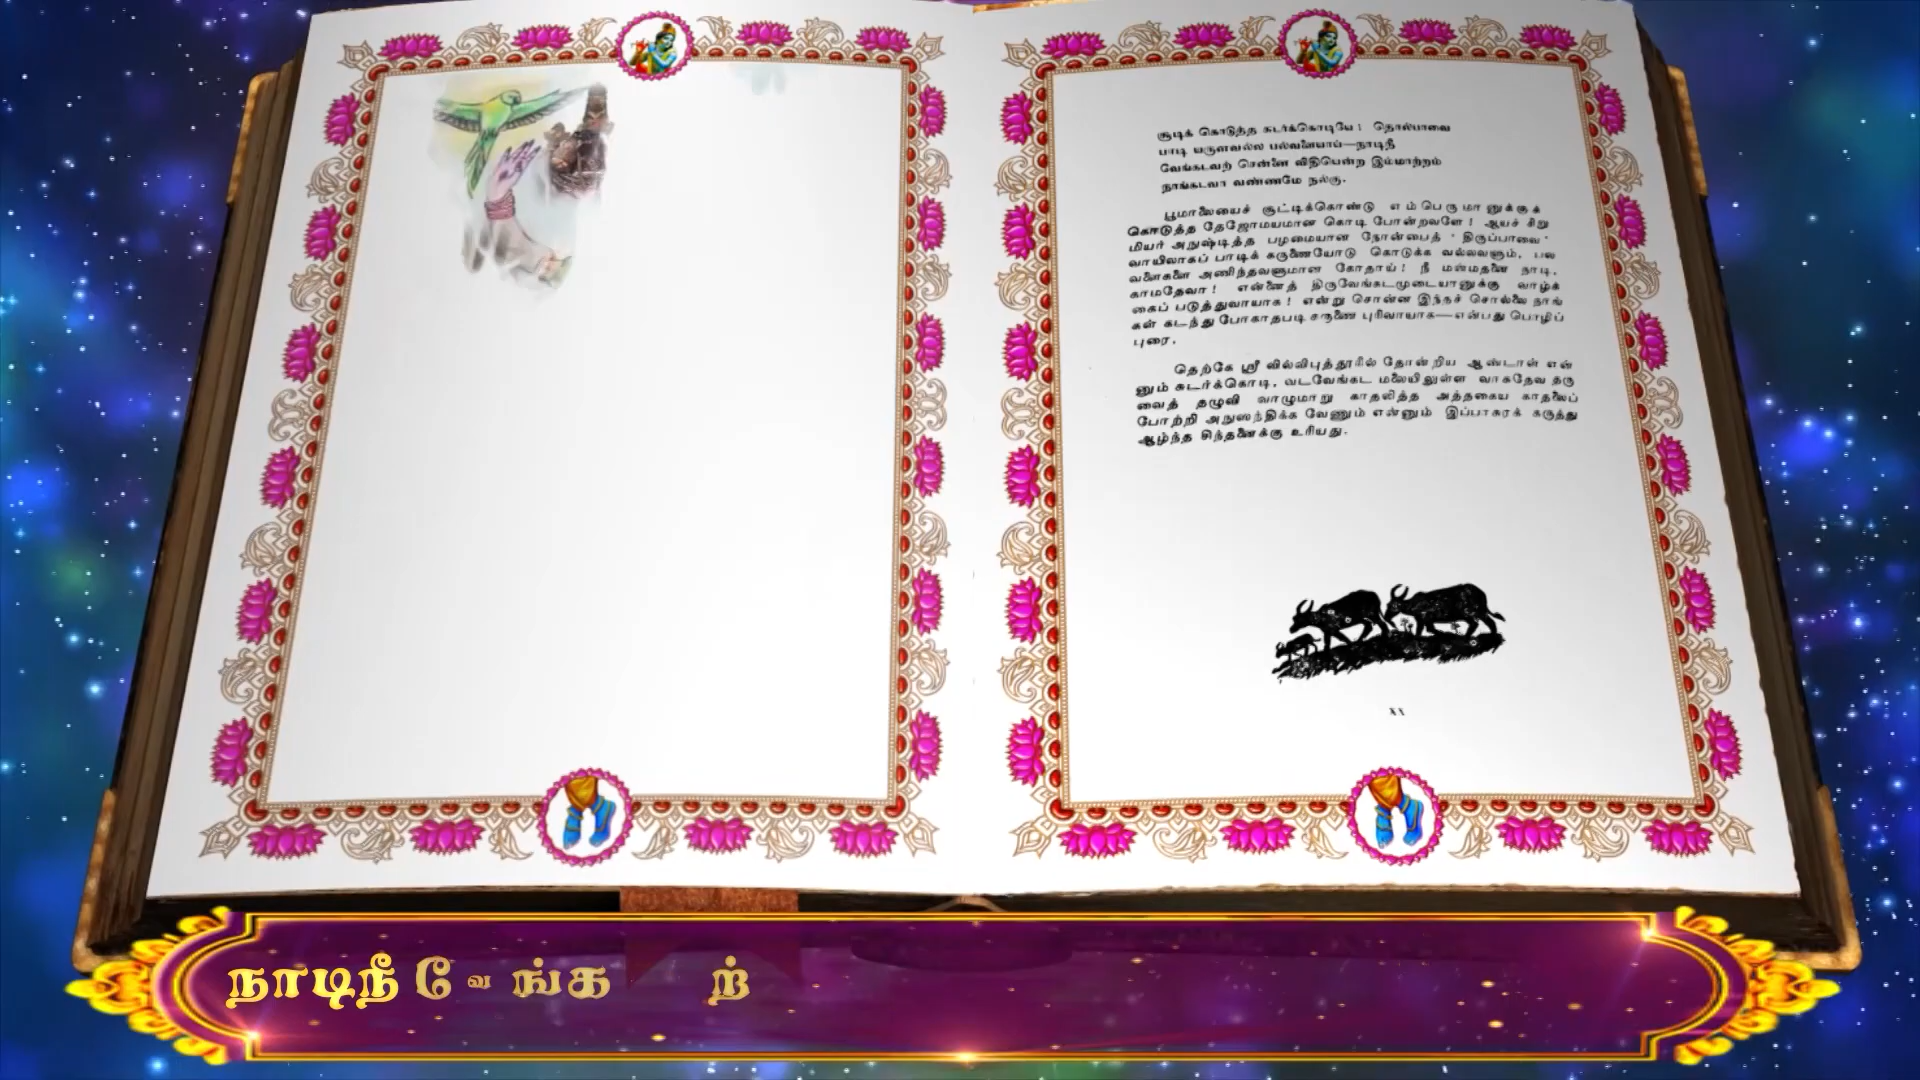 சூடிக் கொடுத்த சுடர்க்கொடியே! தொல்பாவை
பாடி யருளவல்ல பல்வளையாய்—நாடிநீ
வேங்கடவற் கென்னை விதியென்ற இம்மாற்றம்
நாங்கடவா வண்ணமே நல்கு.
பூமாலையைச் சூட்டிக்கொண்டு எம்பெருமானுக்குக்
கொடுத்த தேஜோமயமான கொடி போன்றவளே! ஆயச் சிறு
மியர் அநுஷ்டித்த பழமையான நோன்பைத் 'திருப்பாவை'
வாயிலாகப் பாடிக் கருணையோடு கொடுக்க வல்லவளும், பல
வளைகளை அணிந்தவளுமான கோதாய்! நீ மன்மதனை நாடி,
காமதேவா! என்னைத் திருவேங்கடமுடையானுக்கு வாழ்க்
கைப் படுத்துவாயாக! என்று சொன்ன இந்தச் சொல்லை நாங்
கள் கடந்து போகாதபடி கருணை புரிவாயாக—என்பது பொழிப்
புரை.
தெற்கே ஸ்ரீ வில்லிபுத்தூரில் தோன்றிய ஆண்டாள் என்
னும் சுடர்க்கொடி, வடவேங்கட மலையிலுள்ள வாசுதேவ தரு
வைத் தழுவி வாழுமாறு காதலித்த அத்தகைய காதலைப்
போற்றி அநுஸந்திக்க வேணும் என்னும் இப்பாசுரக் கருத்து
ஆழ்ந்த சிந்தனைக்கு உரியது.
xx
நாடிநீ வேங்க ற்